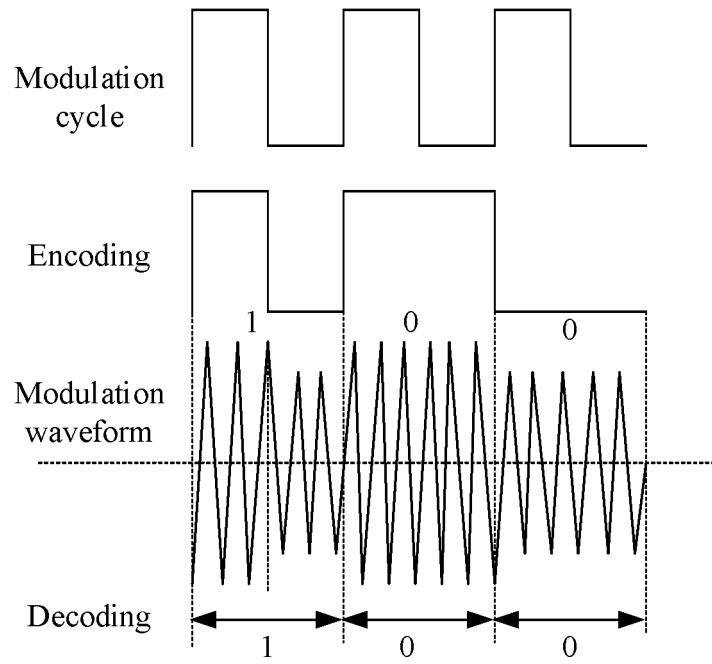 Modulation
cycle
Encoding
1 0 0
Modulation
waveform
Decoding
1 0 0